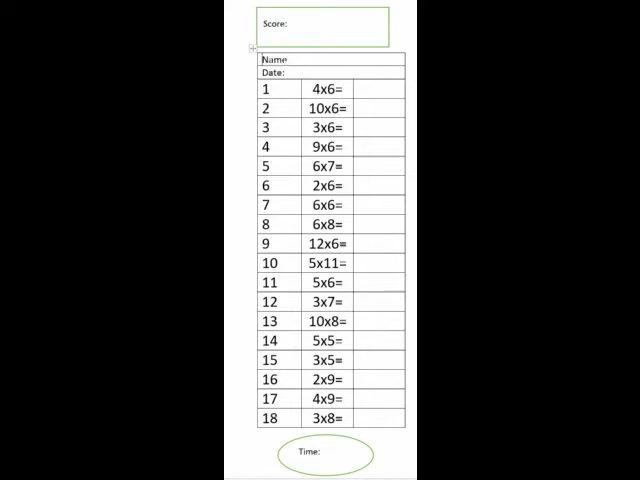 Score:
Name
Date:
1 4x6=
2 10x6=
3 3x6=
4 9x6=
5 6x7=
6 2x6=
7 6x6=
8 6x8=
9 12x6=
10 5x11=
11 5x6=
12 3x7=
13 10x8=
14 5x5=
15 3x5=
16 2x9=
17 4x9=
18 3x8=
Time: